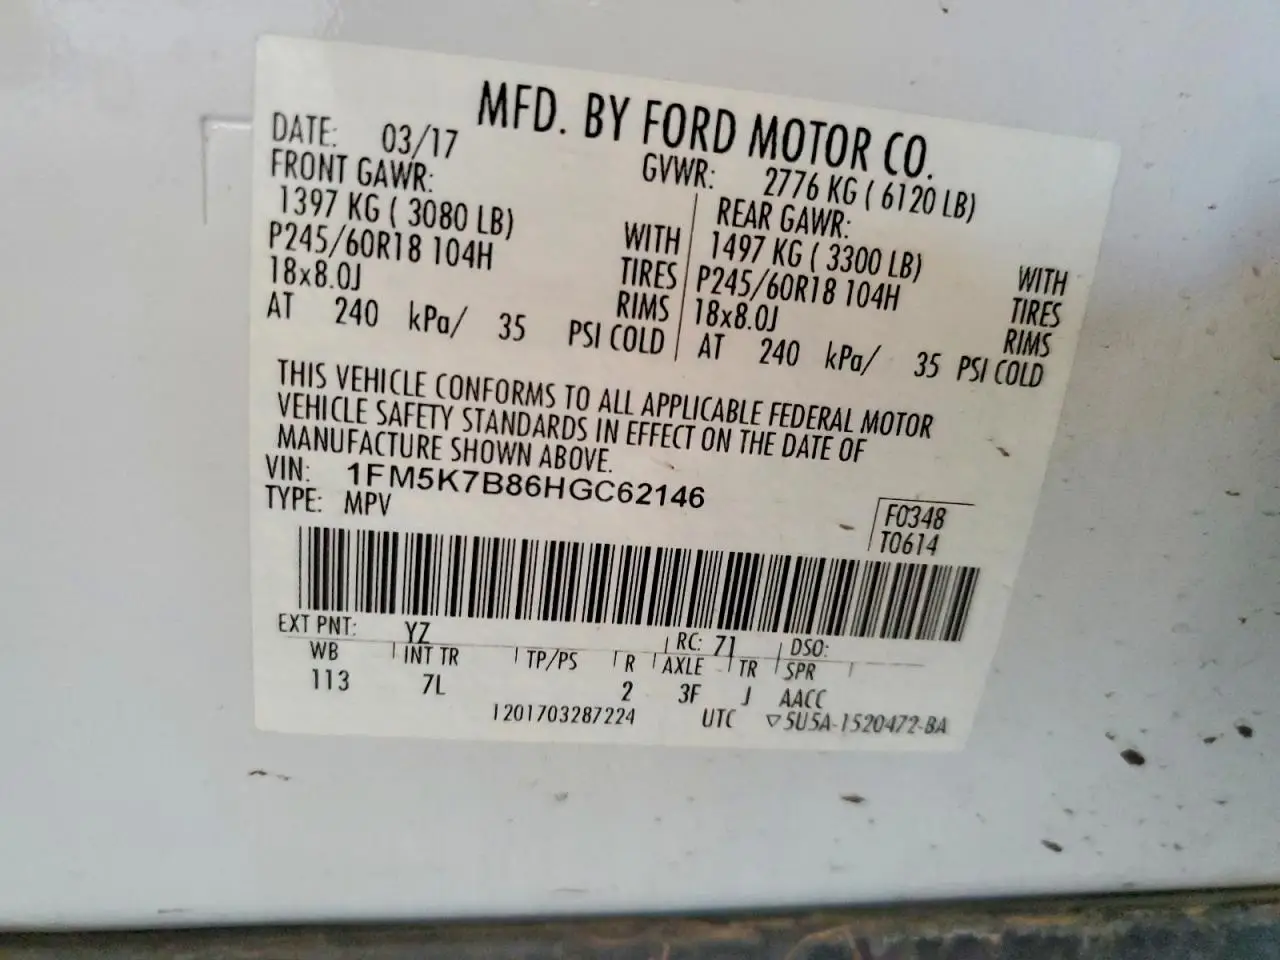 MFD. BY FORD MOTOR CO.
DATE: 03/17
GVWR: 2776 KG ( 6120 LB)
FRONT GAWR:
1397 KG ( 3080 LB) WITH
P245/60R18 104H TIRES
18x8.0J RIMS
AT 240 kPa/ 35 PSI COLD
REAR GAWR:
1497 KG ( 3300 LB) WITH
P245/60R18 104H TIRES
18x8.0J RIMS
AT 240 kPa/ 35 PSI COLD
THIS VEHICLE CONFORMS TO ALL APPLICABLE FEDERAL MOTOR
VEHICLE SAFETY STANDARDS IN EFFECT ON THE DATE OF
MANUFACTURE SHOWN ABOVE.
VIN: 1FM5K7B86HGC62146
TYPE: MPV
F0348
T0614
EXT PNT: YZ RC: 71 DSO:
WB INT TR TP/PS R AXLE TR SPR
113 7L 2 3F J AACC
1201703287224 UTC ▽5U5A-1520472-BA